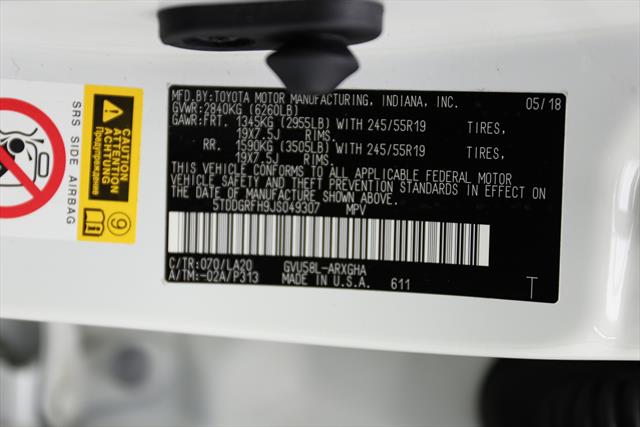 MFD.BY:TOYOTA MOTOR MANUFACTURING, INDIANA, INC. 05/18
GVWR:2840KG (6260LB)
GAWR:FRT. 1345KG (2955LB) WITH 245/55R19 TIRES,
19X7.5J RIMS.
RR. 1590KG (3505LB) WITH 245/55R19 TIRES,
19X7.5J RIMS.
THIS VEHICLE CONFORMS TO ALL APPLICABLE FEDERAL MOTOR
VEHICLE SAFETY AND THEFT PREVENTION STANDARDS IN EFFECT ON
THE DATE OF MANUFACTURE SHOWN ABOVE.
5TDDGRFH9JS049307 MPV
C/TR:070/LA20 GVU58L-ARXGHA
A/TM:-02A/P313 MADE IN U.S.A. 611 T
SRS SIDE AIRBAG
CAUTION
ATTENTION
ACHTUNG
Предупреждение
9